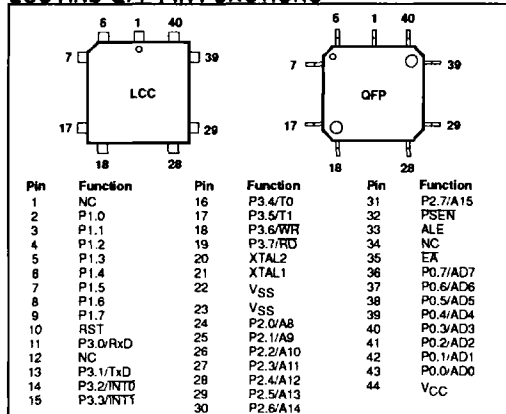 6 1 40
7 39
LCC
17 29
18 28
6 1 40
7 39
QFP
17 29
18 28
Pin Function
1 NC
2 P1.0
3 P1.1
4 P1.2
5 P1.3
6 P1.4
7 P1.5
8 P1.6
9 P1.7
10 RST
11 P3.0/RxD
12 NC
13 P3.1/TxD
14 P3.2/INT0
15 P3.3/INT1
Pin Function
16 P3.4/T0
17 P3.5/T1
18 P3.6/WR
19 P3.7/RD
20 XTAL2
21 XTAL1
22 VSS
23 VSS
24 P2.0/A8
25 P2.1/A9
26 P2.2/A10
27 P2.3/A11
28 P2.4/A12
29 P2.5/A13
30 P2.6/A14
Pin Function
31 P2.7/A15
32 PSEN
33 ALE
34 NC
35 EA
36 P0.7/AD7
37 P0.6/AD6
38 P0.5/AD5
39 P0.4/AD4
40 P0.3/AD3
41 P0.2/AD2
42 P0.1/AD1
43 P0.0/AD0
44 VCC